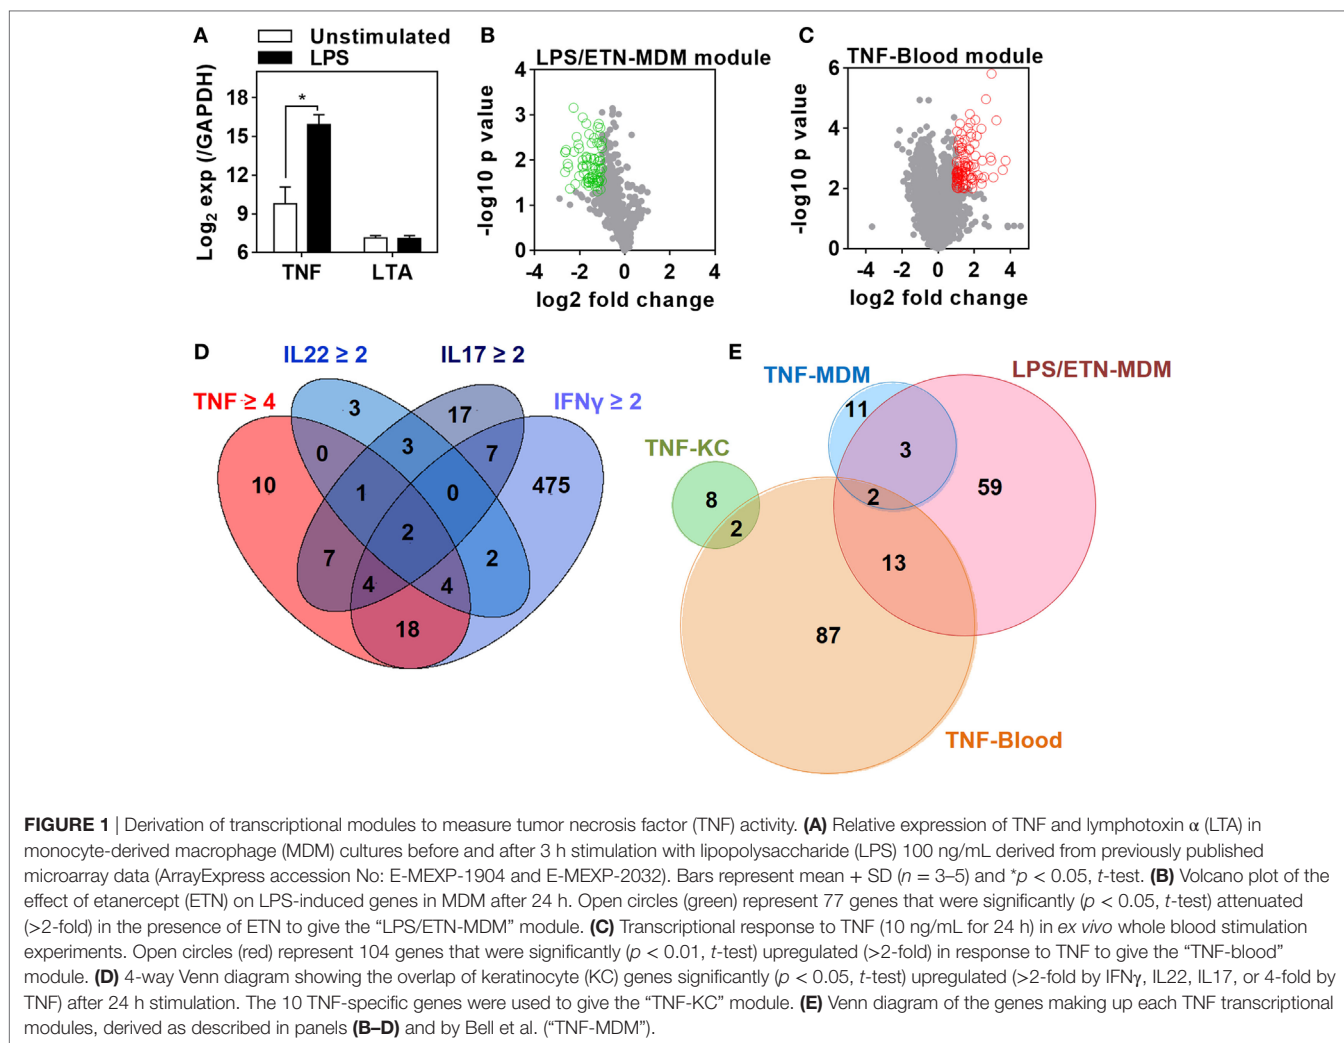 A
Unstimulated
LPS
Log2 exp (/GAPDH)
18
15
12
9
6
*
TNF
LTA
B
LPS/ETN-MDM module
-log10 p value
4
3
2
1
0
-4
-2
0
2
4
log2 fold change
C
TNF-Blood module
-log10 p value
6
4
2
0
-4
-2
0
2
4
log2 fold change
D
IL22 ≥ 2
IL17 ≥ 2
TNF ≥ 4
IFNγ ≥ 2
3
17
0
3
7
10
1
0
475
2
7
2
4
4
18
E
TNF-MDM
LPS/ETN-MDM
11
TNF-KC
3
8
2
59
2
13
87
TNF-Blood
FIGURE 1 | Derivation of transcriptional modules to measure tumor necrosis factor (TNF) activity. (A) Relative expression of TNF and lymphotoxin α (LTA) in
monocyte-derived macrophage (MDM) cultures before and after 3 h stimulation with lipopolysaccharide (LPS) 100 ng/mL derived from previously published
microarray data (ArrayExpress accession No: E-MEXP-1904 and E-MEXP-2032). Bars represent mean + SD (n = 3–5) and *p < 0.05, t-test. (B) Volcano plot of the
effect of etanercept (ETN) on LPS-induced genes in MDM after 24 h. Open circles (green) represent 77 genes that were significantly (p < 0.05, t-test) attenuated
(>2-fold) in the presence of ETN to give the “LPS/ETN-MDM” module. (C) Transcriptional response to TNF (10 ng/mL for 24 h) in ex vivo whole blood stimulation
experiments. Open circles (red) represent 104 genes that were significantly (p < 0.01, t-test) upregulated (>2-fold) in response to TNF to give the “TNF-blood”
module. (D) 4-way Venn diagram showing the overlap of keratinocyte (KC) genes significantly (p < 0.05, t-test) upregulated (>2-fold by IFNγ, IL22, IL17, or 4-fold by
TNF) after 24 h stimulation. The 10 TNF-specific genes were used to give the “TNF-KC” module. (E) Venn diagram of the genes making up each TNF transcriptional
modules, derived as described in panels (B–D) and by Bell et al. (“TNF-MDM”).